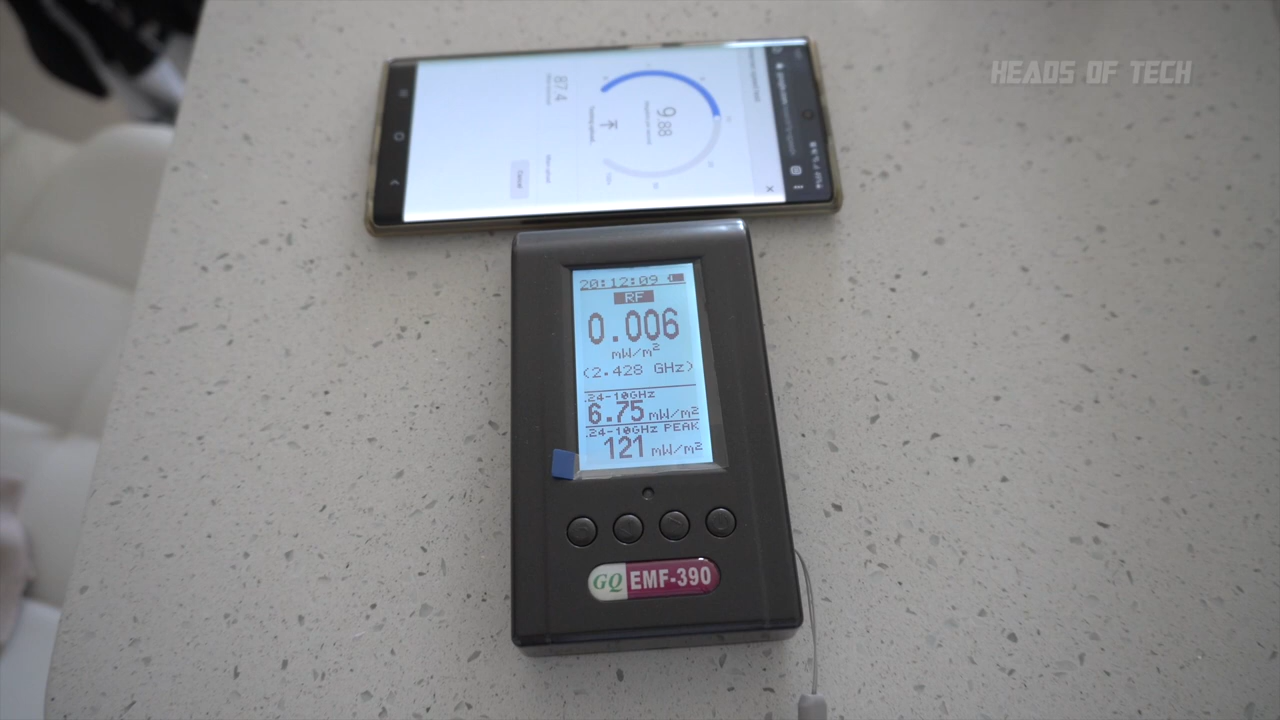 HEADS OF TECH
9.88
87.4
Cancel
20:12:09
RF
0.006
mW/m²
(2.428 GHz)
.24-10GHz
6.75 mW/m²
.24-10GHz PEAK
121 mW/m²
GQ EMF-390